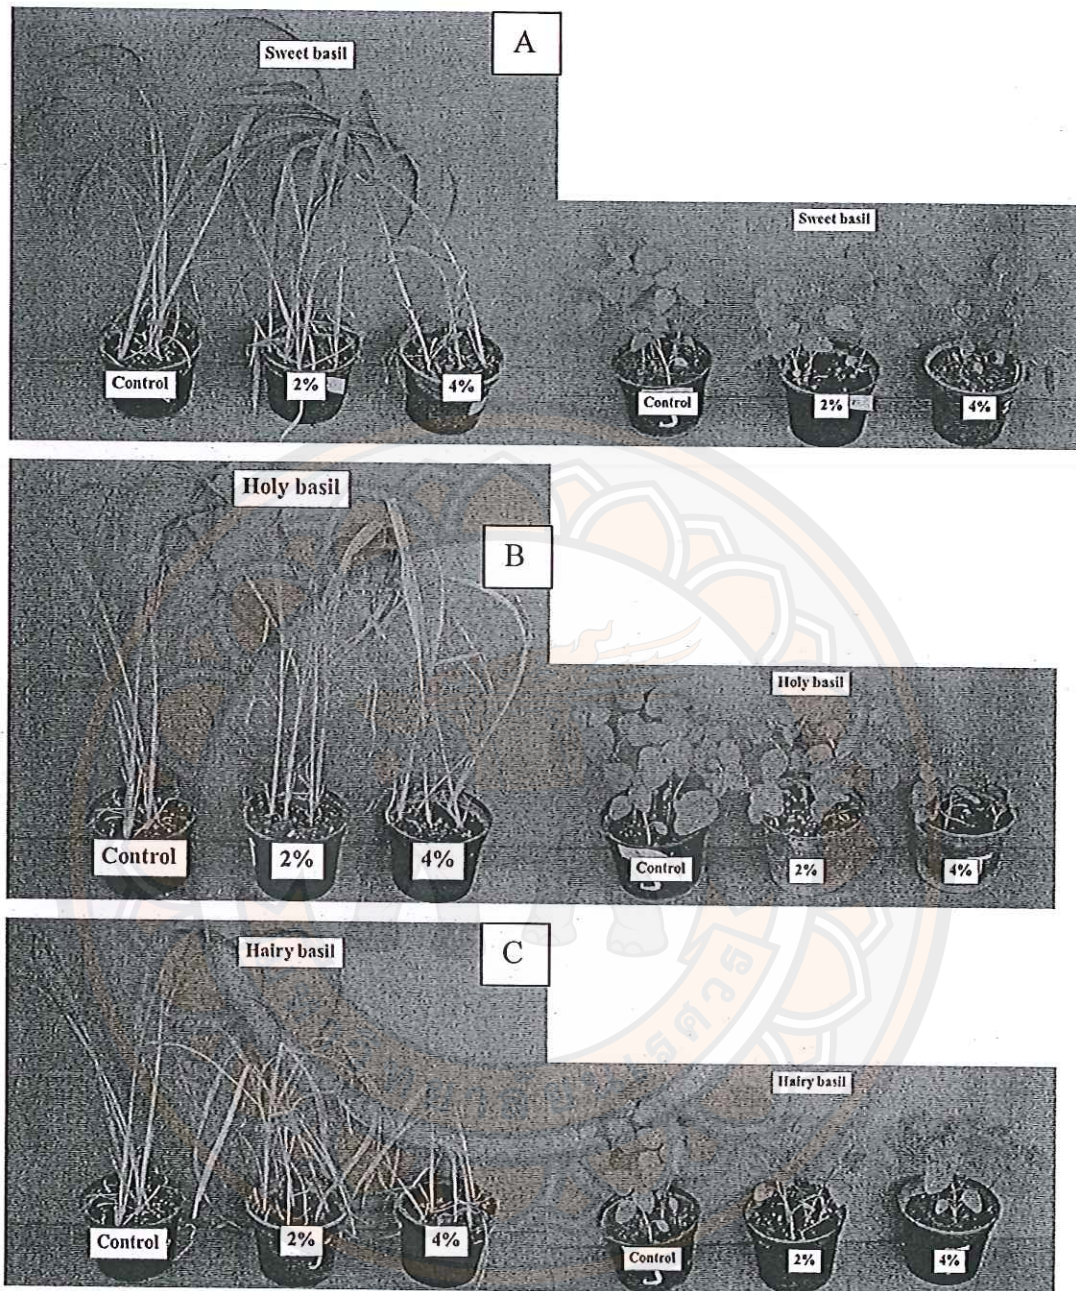 Sweet basil
A
Control
2%
4%
Sweet basil
Control
2%
4%
Holy basil
B
Control
2%
4%
Holy basil
Control
2%
4%
Hairy basil
C
Control
2%
4%
Hairy basil
Control
2%
4%